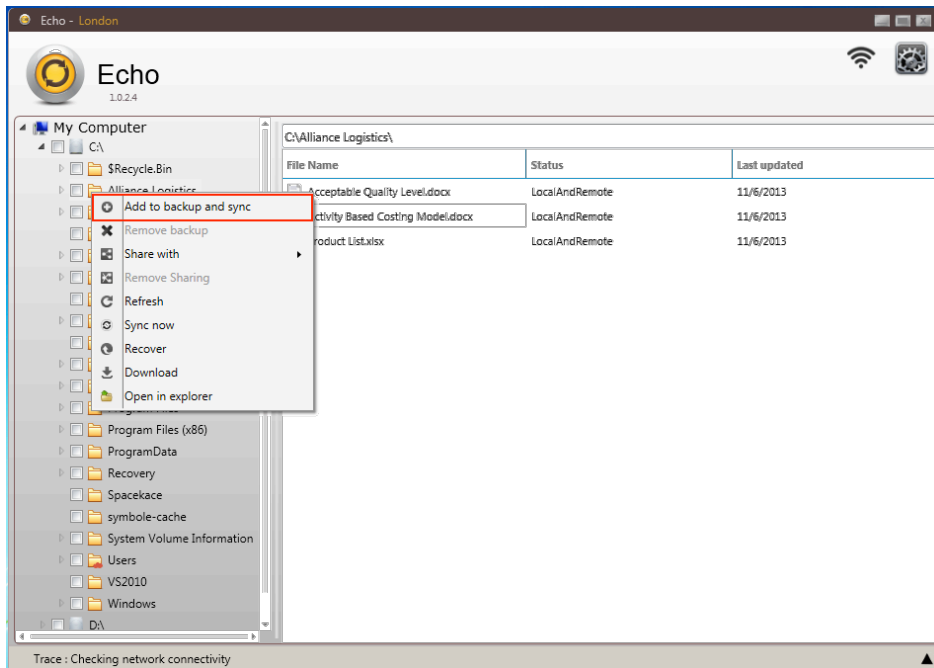 Echo - London
Echo
1.0.2.4
My Computer
C:\
$Recycle.Bin
Alliance Logistics
Add to backup and sync
Remove backup
Share with
Remove Sharing
Refresh
Sync now
Recover
Download
Open in explorer
Program Files
Program Files (x86)
ProgramData
Recovery
Spacekace
symbole-cache
System Volume Information
Users
VS2010
Windows
D:\
C:\Alliance Logistics\
File Name Status Last updated
Acceptable Quality Level.docx LocalAndRemote 11/6/2013
ctivity Based Costing Model.docx LocalAndRemote 11/6/2013
roduct List.xlsx LocalAndRemote 11/6/2013
Trace : Checking network connectivity